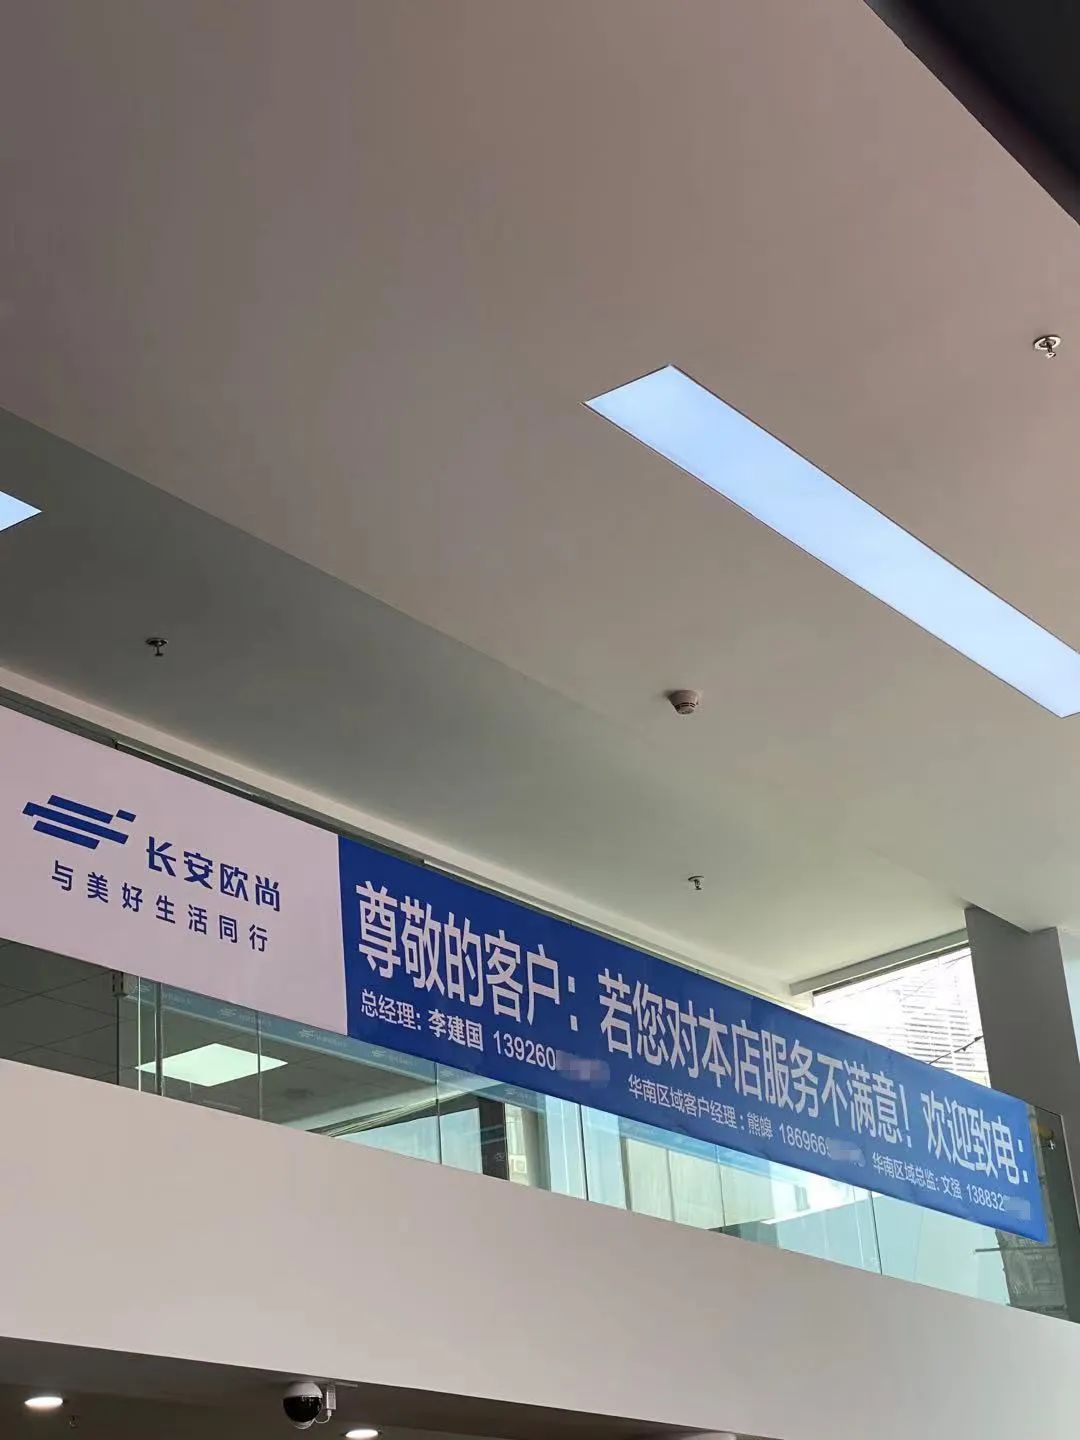 长安欧尚
与美好生活同行
尊敬的客户：若您对本店服务不满意！欢迎致电：
总经理：李建国 139260
华南区域客户经理：熊皞 186966
华南区域总监：文强 13883